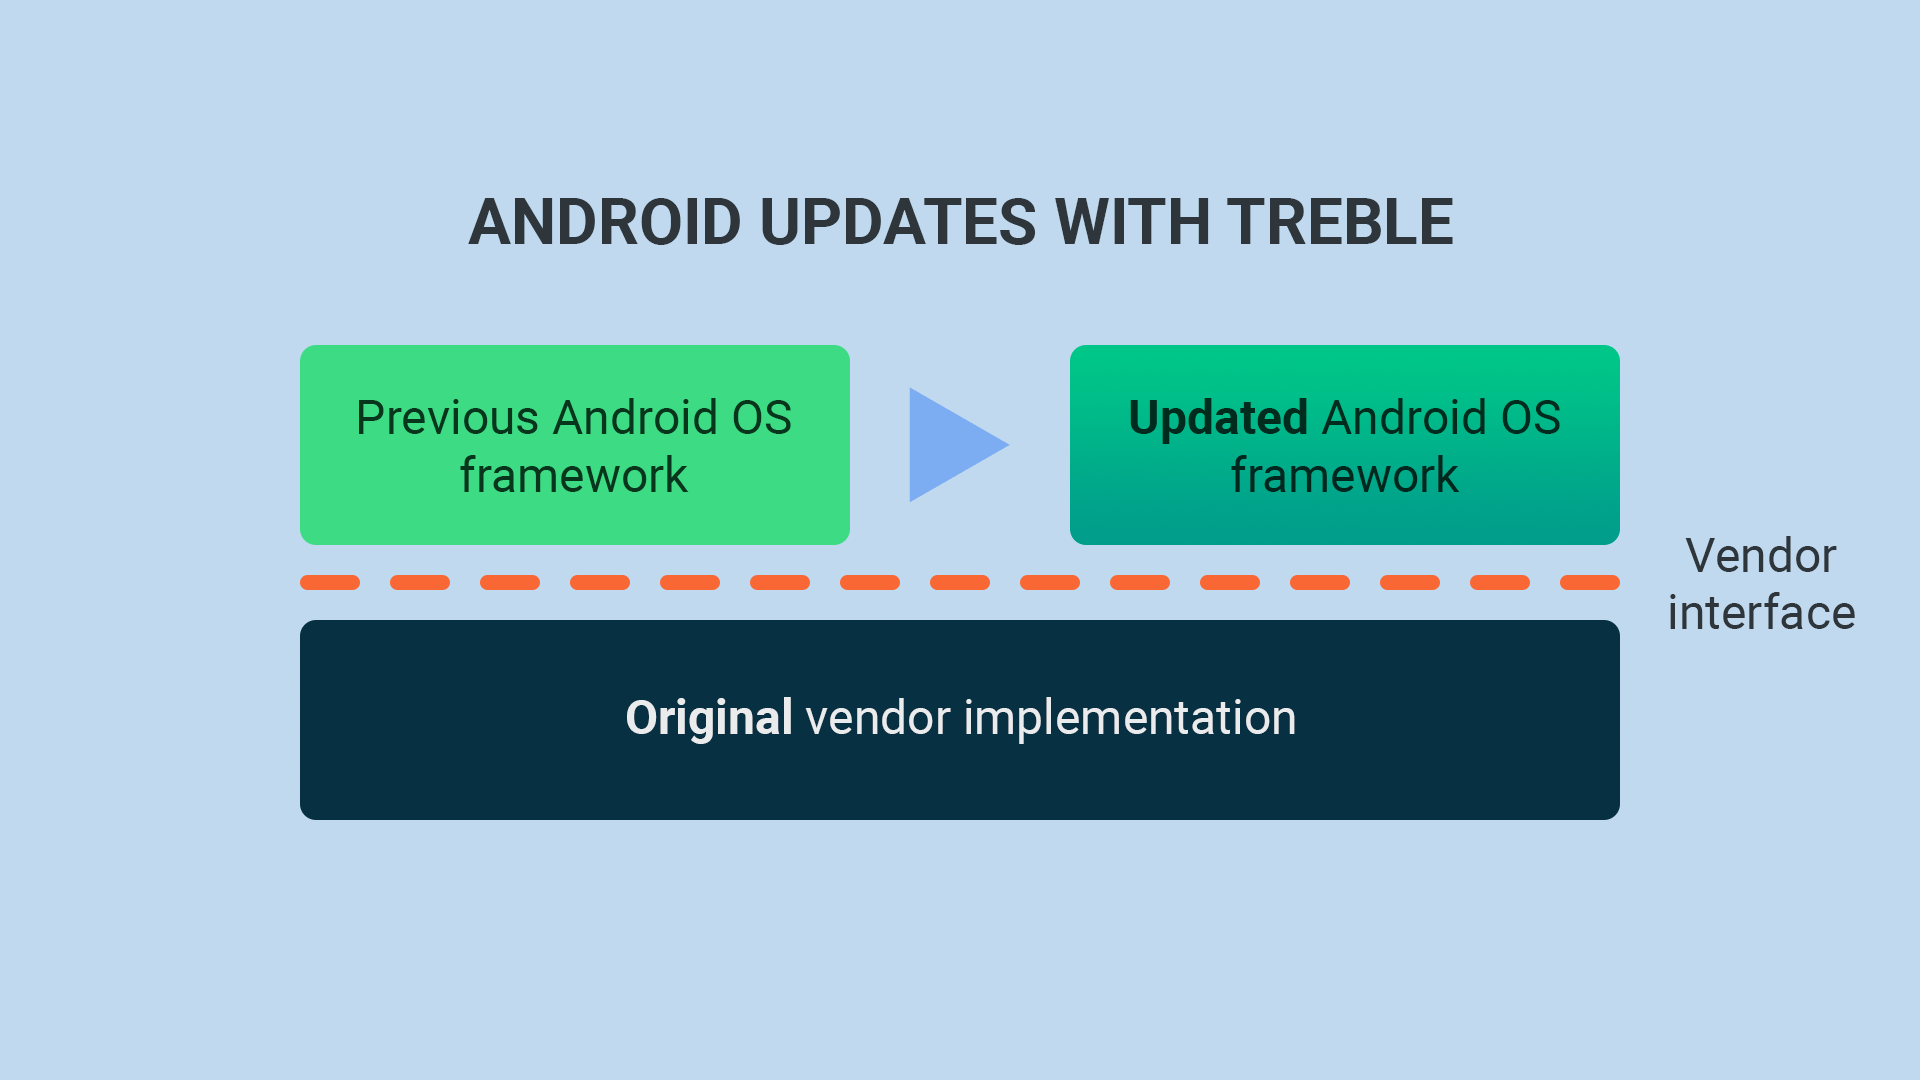 ANDROID UPDATES WITH TREBLE
Previous Android OS
framework
Updated Android OS
framework
Vendor
interface
Original vendor implementation